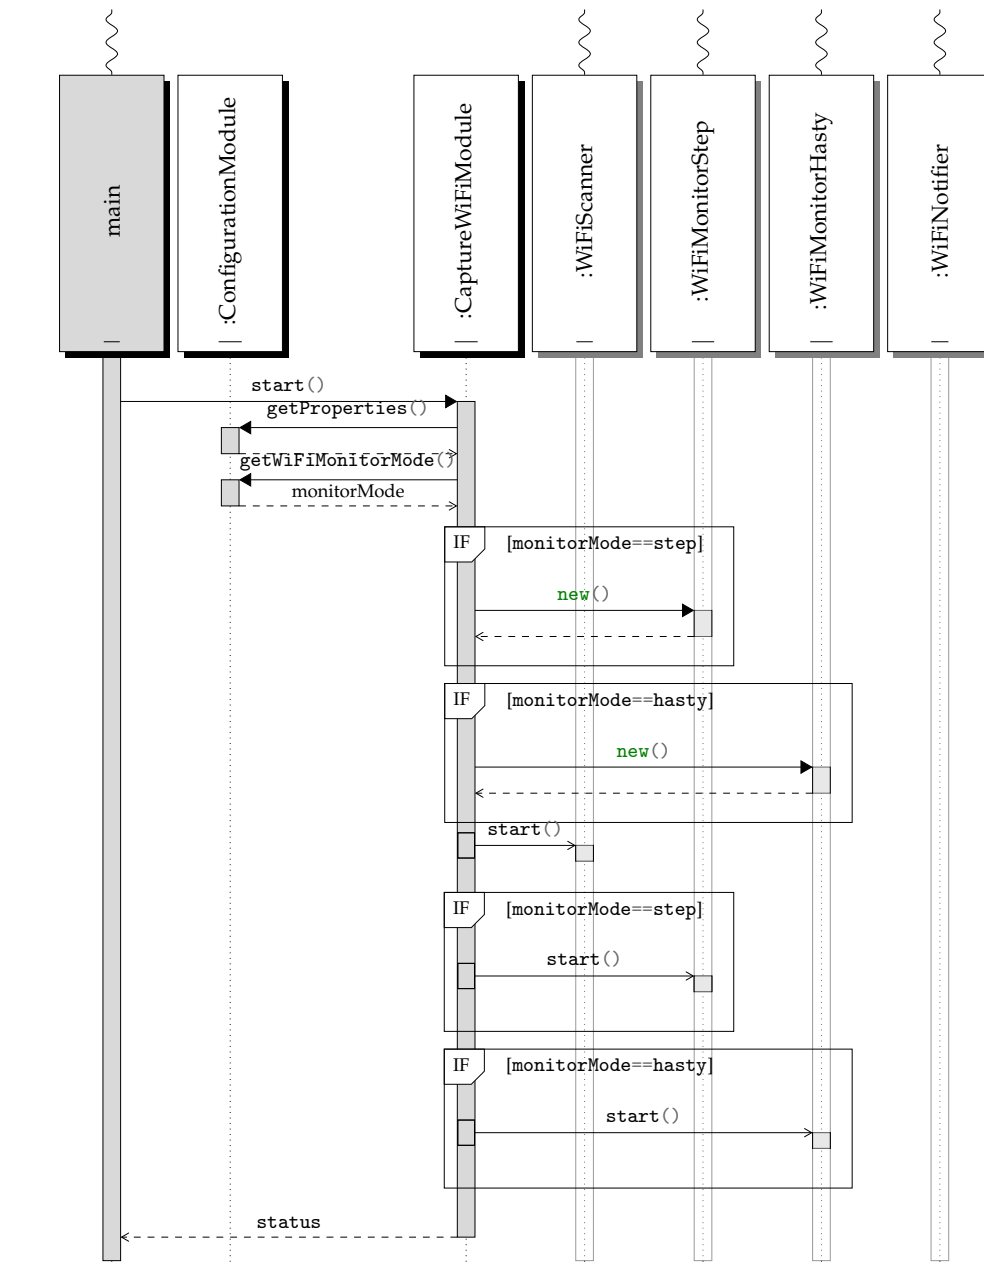 main
:ConfigurationModule
:CaptureWiFiModule
:WiFiScanner
:WiFiMonitorStep
:WiFiMonitorHasty
:WiFiNotifier
start()
getProperties()
getWiFiMonitorMode()
monitorMode
IF [monitorMode==step]
new()
IF [monitorMode==hasty]
new()
start()
IF [monitorMode==step]
start()
IF [monitorMode==hasty]
start()
status